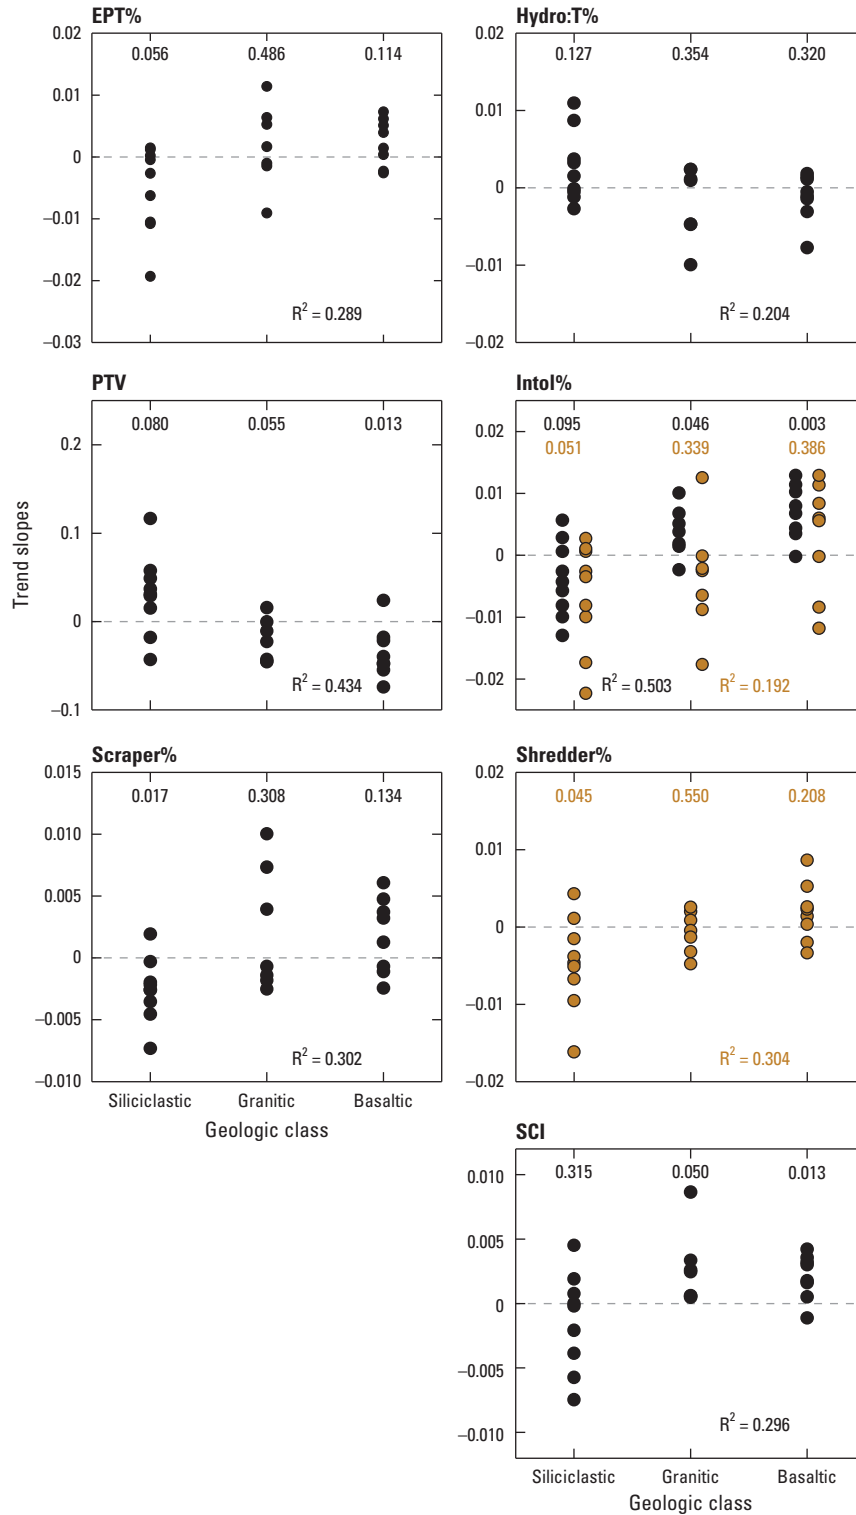 EPT%
0.02
0.01
0
–0.01
–0.02
–0.03
0.056 0.486 0.114
R² = 0.289
Hydro:T%
0.02
0.01
0
–0.01
–0.02
0.127 0.354 0.320
R² = 0.204
Trend slopes
PTV
0.2
0.1
0
–0.1
0.080 0.055 0.013
R² = 0.434
Intol%
0.02
0.01
0
–0.01
–0.02
0.095 0.046 0.003
0.051 0.339 0.386
R² = 0.503 R² = 0.192
Scraper%
0.015
0.010
0.005
0
–0.005
–0.010
0.017 0.308 0.134
R² = 0.302
Siliciclastic Granitic Basaltic
Geologic class
Shredder%
0.02
0.01
0
–0.01
–0.02
0.045 0.550 0.208
R² = 0.304
SCI
0.010
0.005
0
–0.005
–0.010
0.315 0.050 0.013
R² = 0.296
Siliciclastic Granitic Basaltic
Geologic class